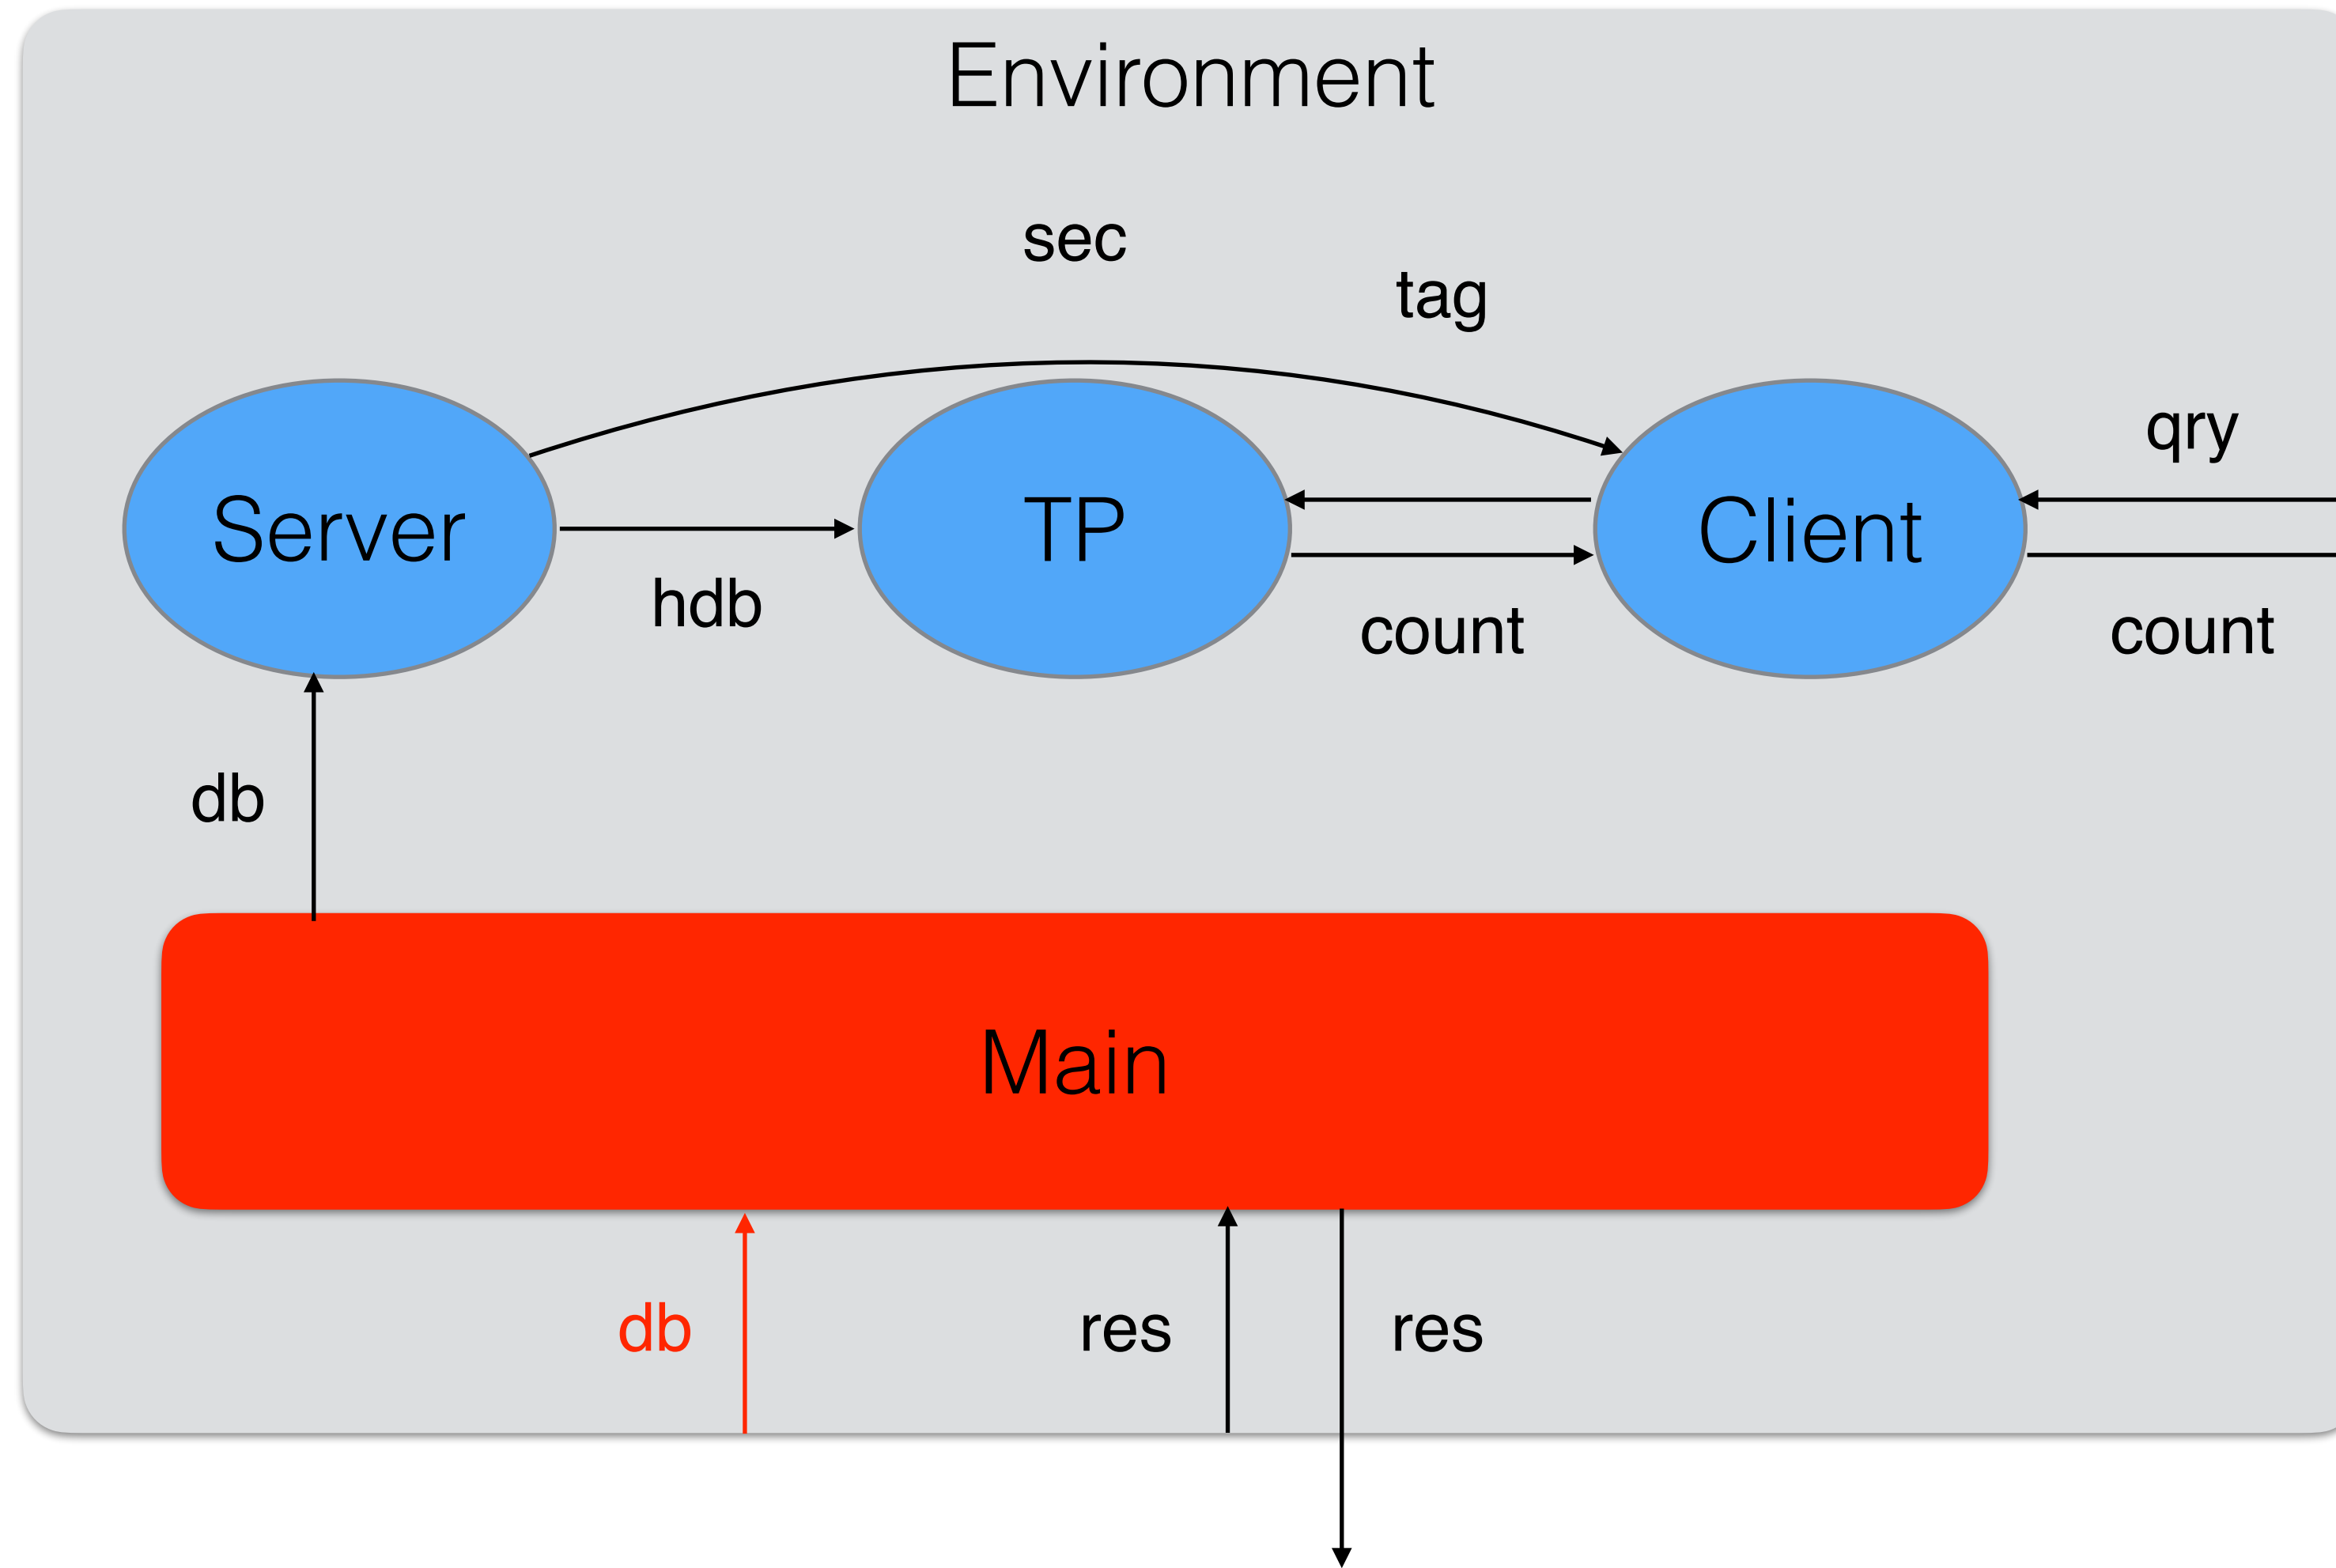 Environment
sec
tag
qry
Server
TP
Client
hdb
count
count
db
Main
db
res
res